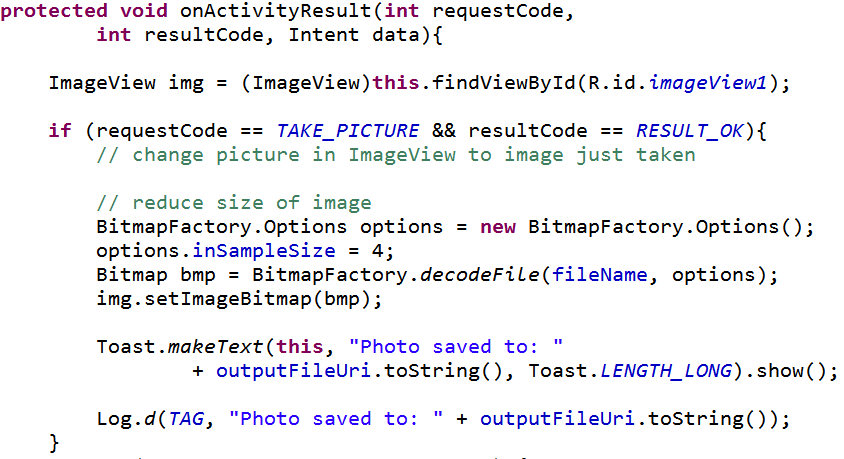 protected void onActivityResult(int requestCode,
int resultCode, Intent data){
ImageView img = (ImageView)this.findViewById(R.id.imageView1);
if (requestCode == TAKE_PICTURE && resultCode == RESULT_OK){
// change picture in ImageView to image just taken
// reduce size of image
BitmapFactory.Options options = new BitmapFactory.Options();
options.inSampleSize = 4;
Bitmap bmp = BitmapFactory.decodeFile(fileName, options);
img.setImageBitmap(bmp);
Toast.makeText(this, "Photo saved to: "
+ outputFileUri.toString(), Toast.LENGTH_LONG).show();
Log.d(TAG, "Photo saved to: " + outputFileUri.toString());
}